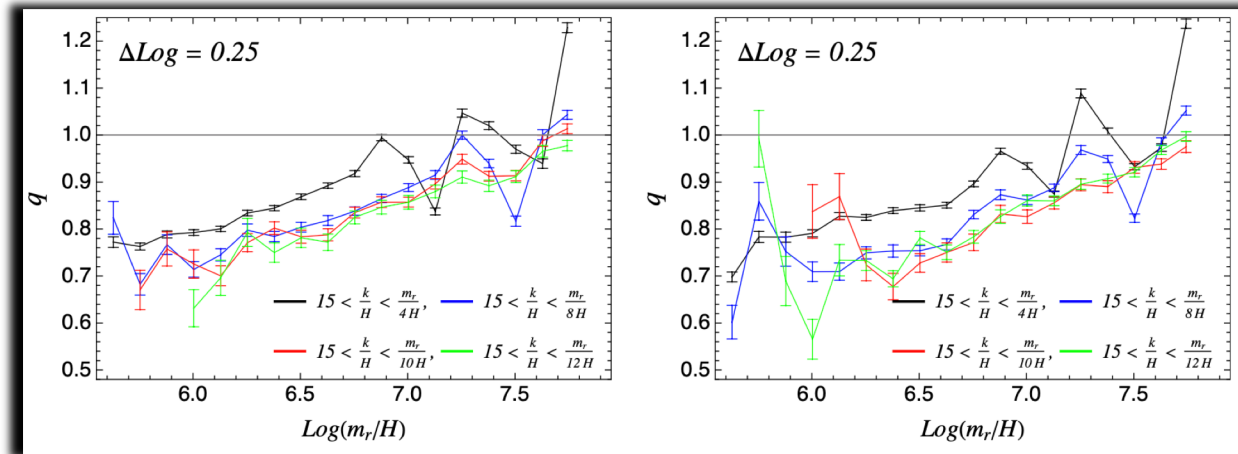 ΔLog = 0.25
1.2
1.1
1.0
0.9
0.8
0.7
0.6
0.5
q
15 < k/H < m_r/4H, 15 < k/H < m_r/8H
15 < k/H < m_r/10H, 15 < k/H < m_r/12H
6.0 6.5 7.0 7.5
Log(m_r/H)
ΔLog = 0.25
1.2
1.1
1.0
0.9
0.8
0.7
0.6
0.5
q
15 < k/H < m_r/4H, 15 < k/H < m_r/8H
15 < k/H < m_r/10H, 15 < k/H < m_r/12H
6.0 6.5 7.0 7.5
Log(m_r/H)